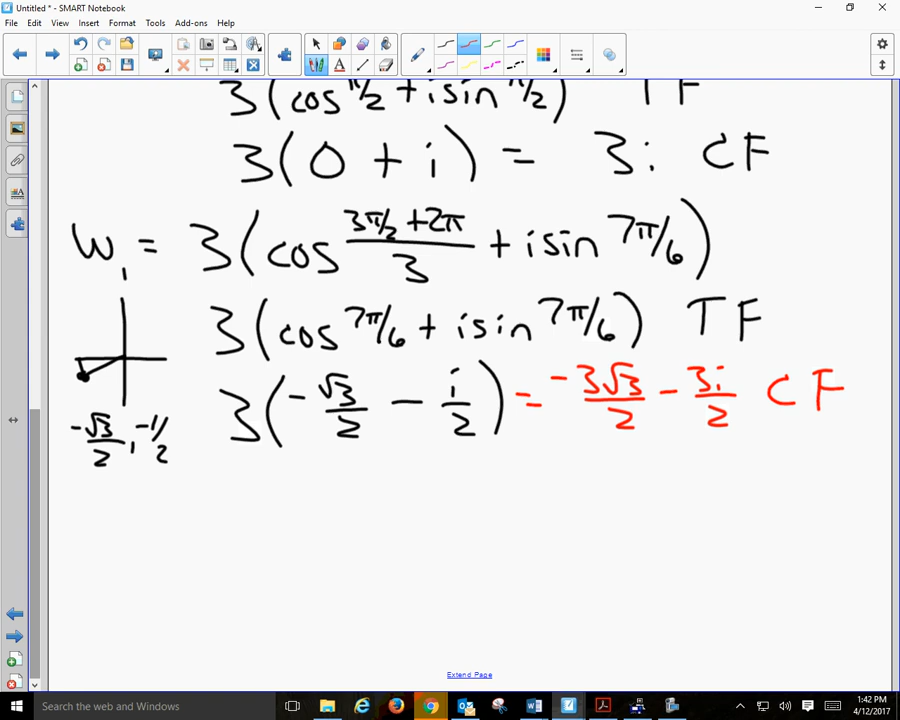 Untitled * - SMART Notebook
File Edit View Insert Format Tools Add-ons Help
3(cos π/2 + isin π/2) TF
3(0 + i) = 3i CF
W₁ = 3(cos (3π/2 + 2π)/3 + isin 7π/6)
3(cos 7π/6 + isin 7π/6) TF
3(-√3/2 - i/2) = -3√3/2 - 3i/2 CF
-√3/2, -1/2
Extend Page
Search the web and Windows
1:42 PM
4/12/2017